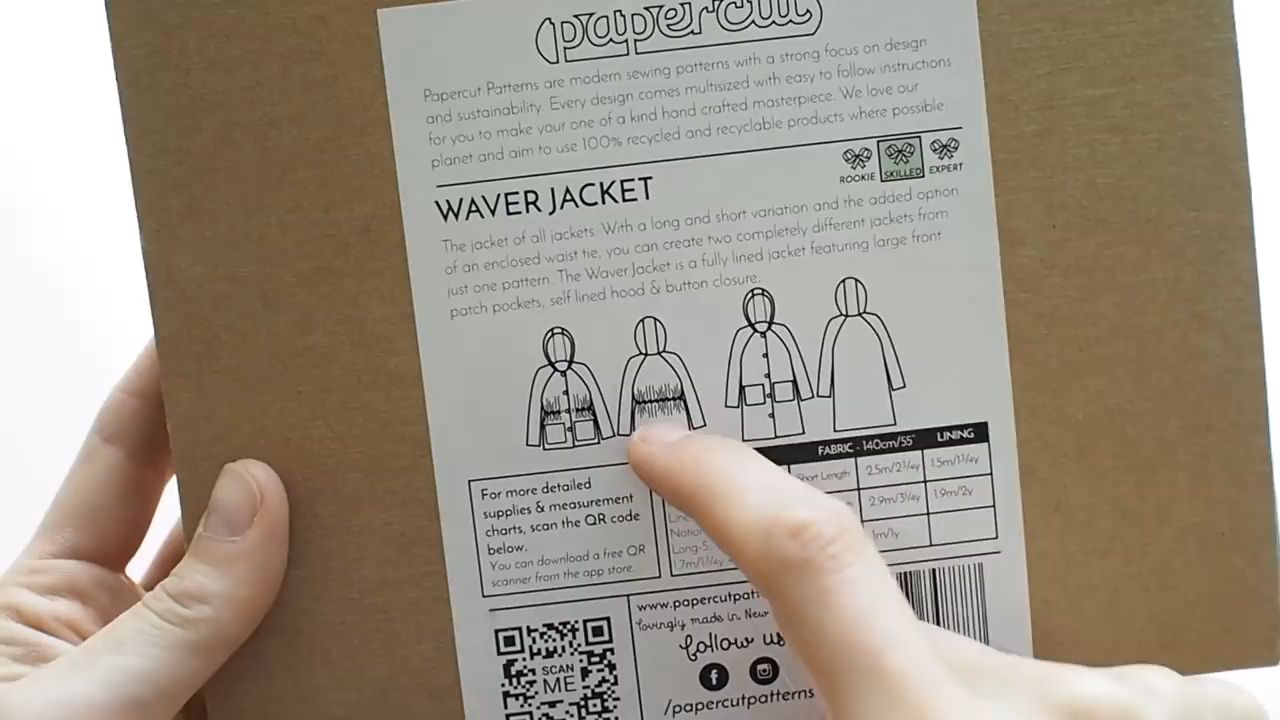 papercut
Papercut Patterns are modern sewing patterns with a strong focus on design
and sustainability. Every design comes multisized with easy to follow instructions
for you to make your one of a kind hand crafted masterpiece. We love our
planet and aim to use 100% recycled and recyclable products where possible.
ROOKIE SKILLED EXPERT
WAVER JACKET
The jacket of all jackets. With a long and short variation and the added option
of an enclosed waist tie, you can create two completely different jackets from
just one pattern. The Waver Jacket is a fully lined jacket featuring large front
patch pockets, self lined hood & button closure.
FABRIC - 140cm/55" LINING
Short Length 2.5m/2¾y 1.5m/1¾y
2.9m/3¼y 1.9m/2y
1m/1y
Long-5.
1.7m/1¾y
For more detailed
supplies & measurement
charts, scan the QR code
below.
You can download a free QR
scanner from the app store.
SCAN
ME
lovingly made in New
follow us
/papercutpatterns